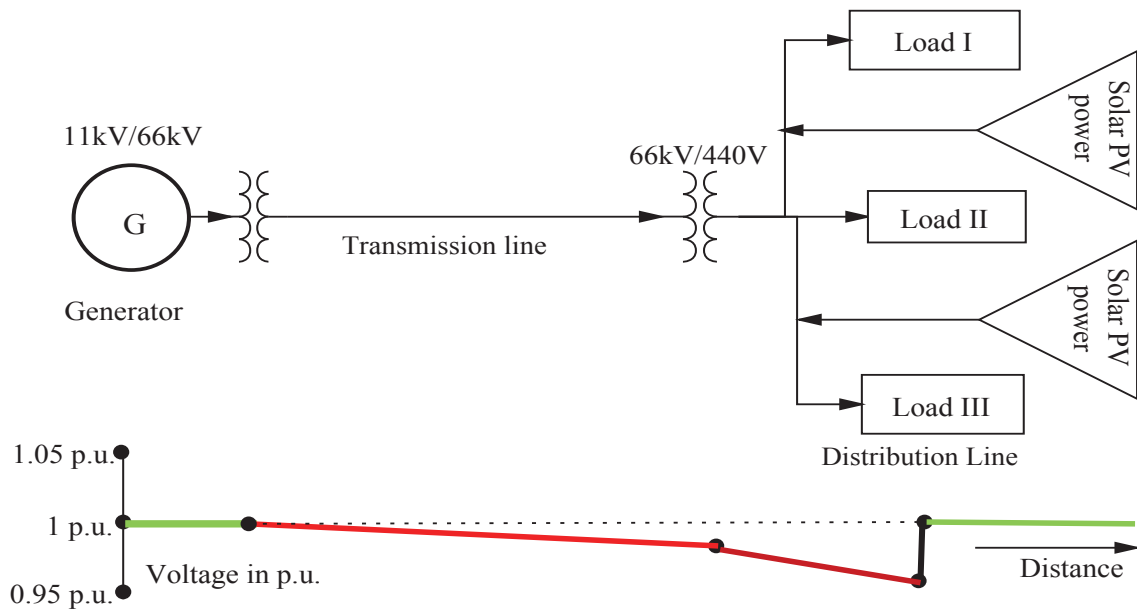 Load I
Solar PV
power
11kV/66kV
66kV/440V
G
Load II
Transmission line
Generator
Solar PV
power
Load III
Distribution Line
1.05 p.u.
1 p.u.
Voltage in p.u.
Distance
0.95 p.u.